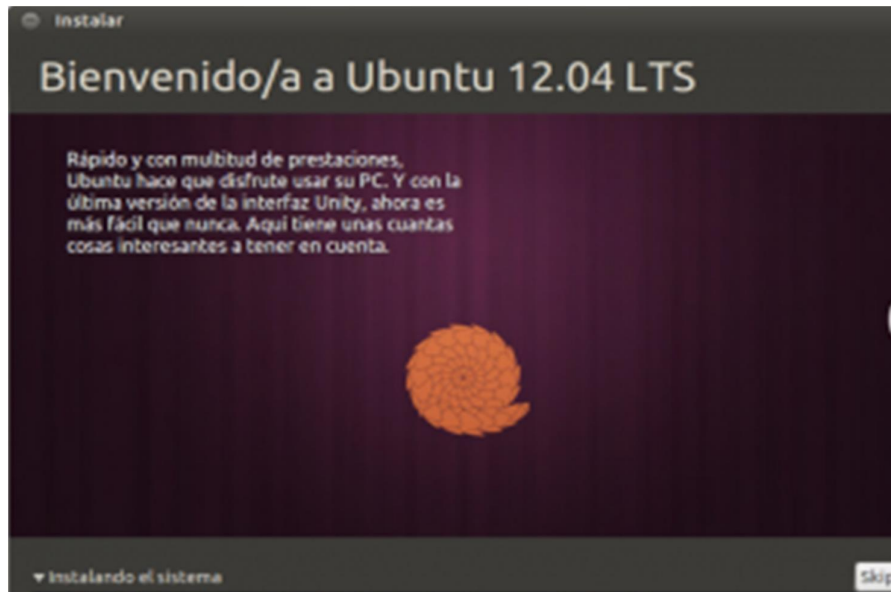 Instalar
Bienvenido/a a Ubuntu 12.04 LTS
Rápido y con multitud de prestaciones,
Ubuntu hace que disfrute usar su PC. Y con la
última versión de la interfaz Unity, ahora es
más fácil que nunca. Aquí tiene unas cuantas
cosas interesantes a tener en cuenta.
Instalando el sistema
Skip